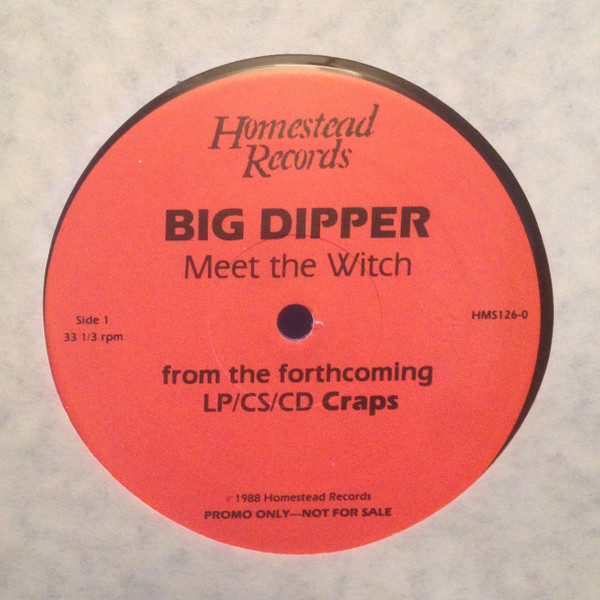 Homestead
Records
BIG DIPPER
Meet the Witch
Side 1
33 1/3 rpm
HMS126-0
from the forthcoming
LP/CS/CD Craps
℗1988 Homestead Records
PROMO ONLY—NOT FOR SALE